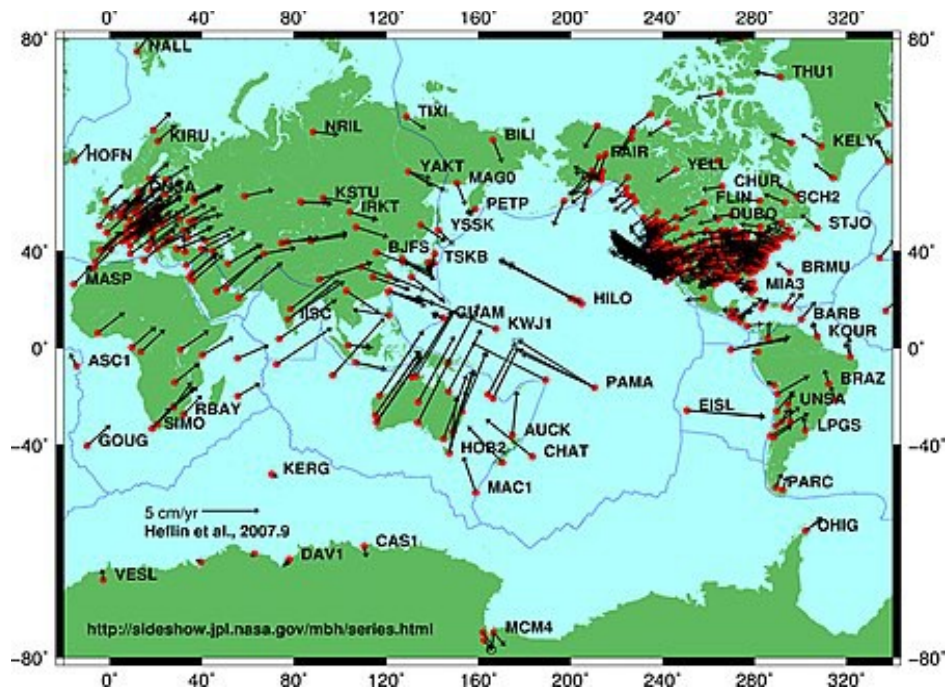 0 40 80 120 160 200 240 280 320
80 80
NALL
THU1
TIXI
KIRU
NRIL
BILI
HOFN
FAIR
KELY
YAKT
YELL
MAG0
CHUR
KSTU
PETP
FLIN
SCH2
IRKT
DUBO
YSSK
STJO
40 40
BJFS
TSKB
MASP
BRMU
MIA3
HILO
IISC
GUAM
BARB
KWJ1
KOUR
0 0
ASC1
PAMA
BRAZ
EISL
UNSA
RBAY
SIMO
LPGS
AUCK
−40 −40
GOUG
HOB2
CHAT
KERG
MAC1
PARC
5 cm/yr
Heflin et al., 2007.9
OHIG
CAS1
DAV1
VESL
http://sideshow.jpl.nasa.gov/mbh/series.html
MCM4
−80 −80
0 40 80 120 160 200 240 280 320